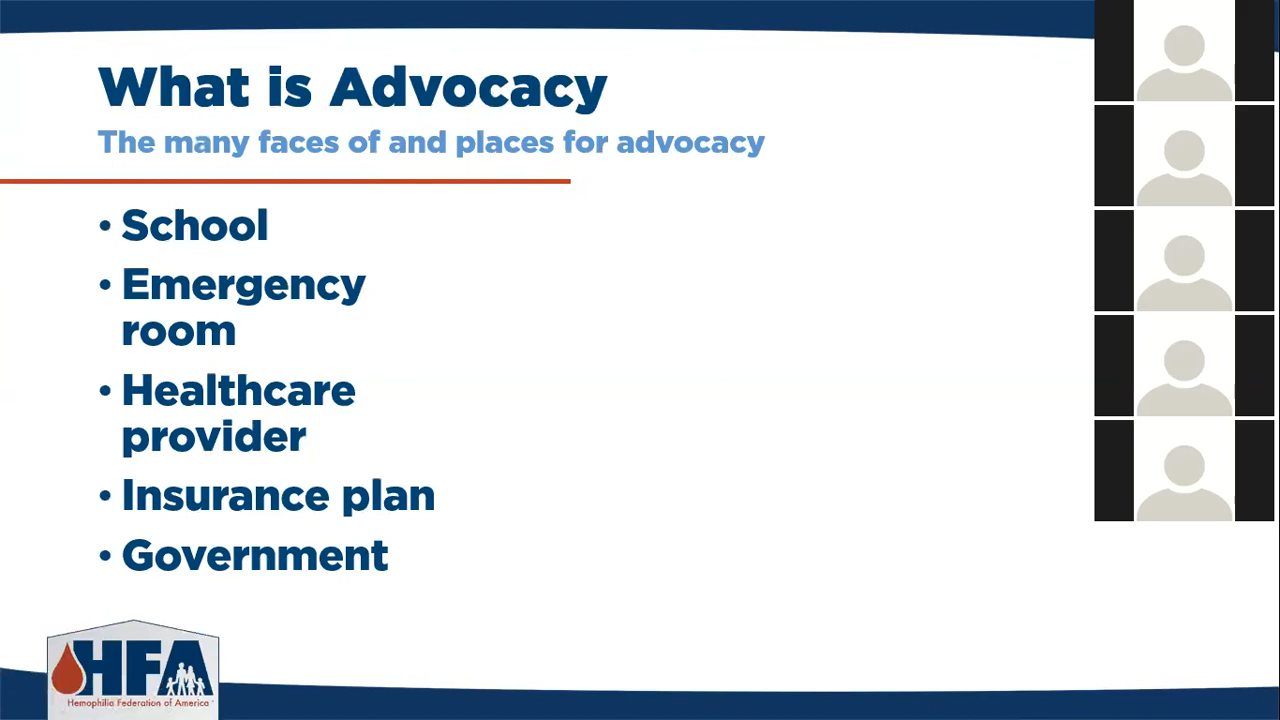 What is Advocacy
The many faces of and places for advocacy
• School
• Emergency
room
• Healthcare
provider
• Insurance plan
• Government
HFA
Hemophilia Federation of America